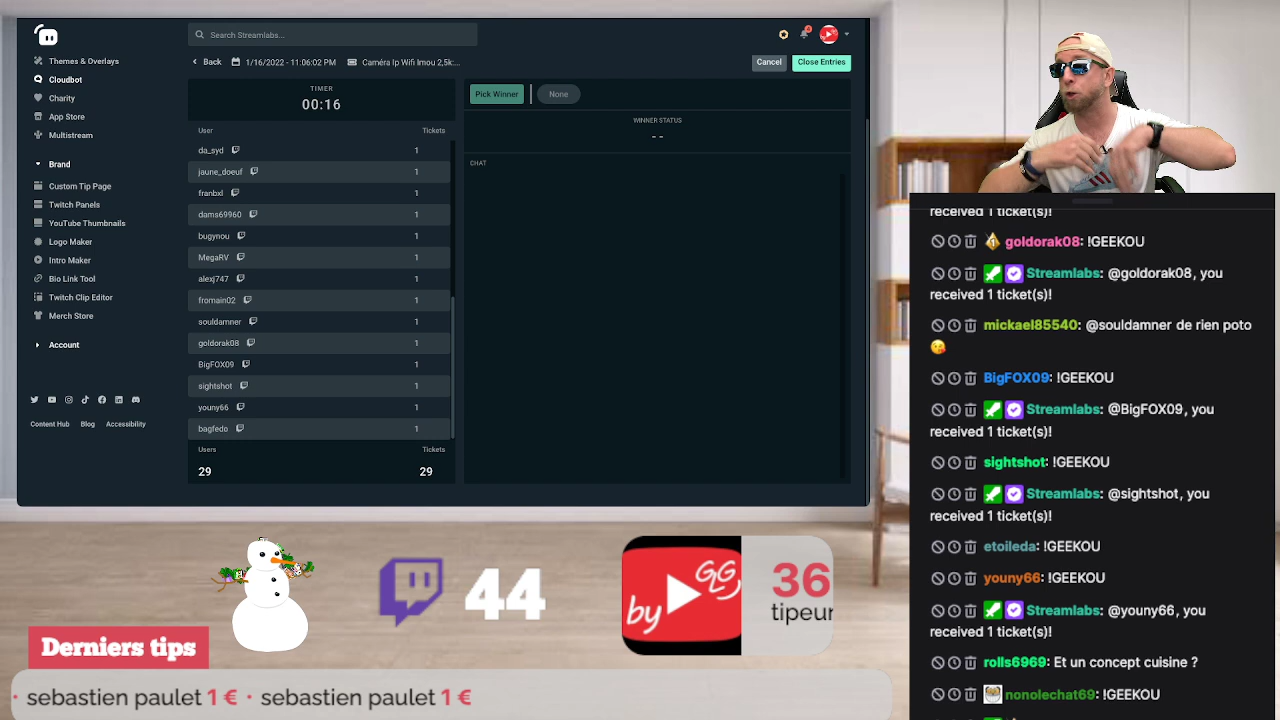 Search Streamlabs...
Themes & Overlays
Cloudbot
Charity
App Store
Multistream
Brand
Custom Tip Page
Twitch Panels
YouTube Thumbnails
Logo Maker
Intro Maker
Bio Link Tool
Twitch Clip Editor
Merch Store
Account
Content Hub Blog Accessibility
Back 1/16/2022 - 11:06:02 PM Caméra Ip Wifi Imou 2,5k:...
Cancel Close Entries
TIMER
00:16
User Tickets
da_syd 1
jaune_doeuf 1
franbxl 1
dams69960 1
bugynou 1
MegaRV 1
alexj747 1
fromain02 1
souldamner 1
goldorak08 1
BigFOX09 1
sightshot 1
youny66 1
bagfedo 1
Users Tickets
29 29
Pick Winner None
WINNER STATUS
--
CHAT
received 1 ticket(s)!
goldorak08: !GEEKOU
Streamlabs: @goldorak08, you
received 1 ticket(s)!
mickael85540: @souldamner de rien poto
😘
BigFOX09: !GEEKOU
Streamlabs: @BigFOX09, you
received 1 ticket(s)!
sightshot: !GEEKOU
Streamlabs: @sightshot, you
received 1 ticket(s)!
etoileda: !GEEKOU
youny66: !GEEKOU
Streamlabs: @youny66, you
received 1 ticket(s)!
rolls6969: Et un concept cuisine ?
nonolechat69: !GEEKOU
44
by GLG
36
tipeur
Derniers tips
· sebastien paulet 1 € · sebastien paulet 1 €